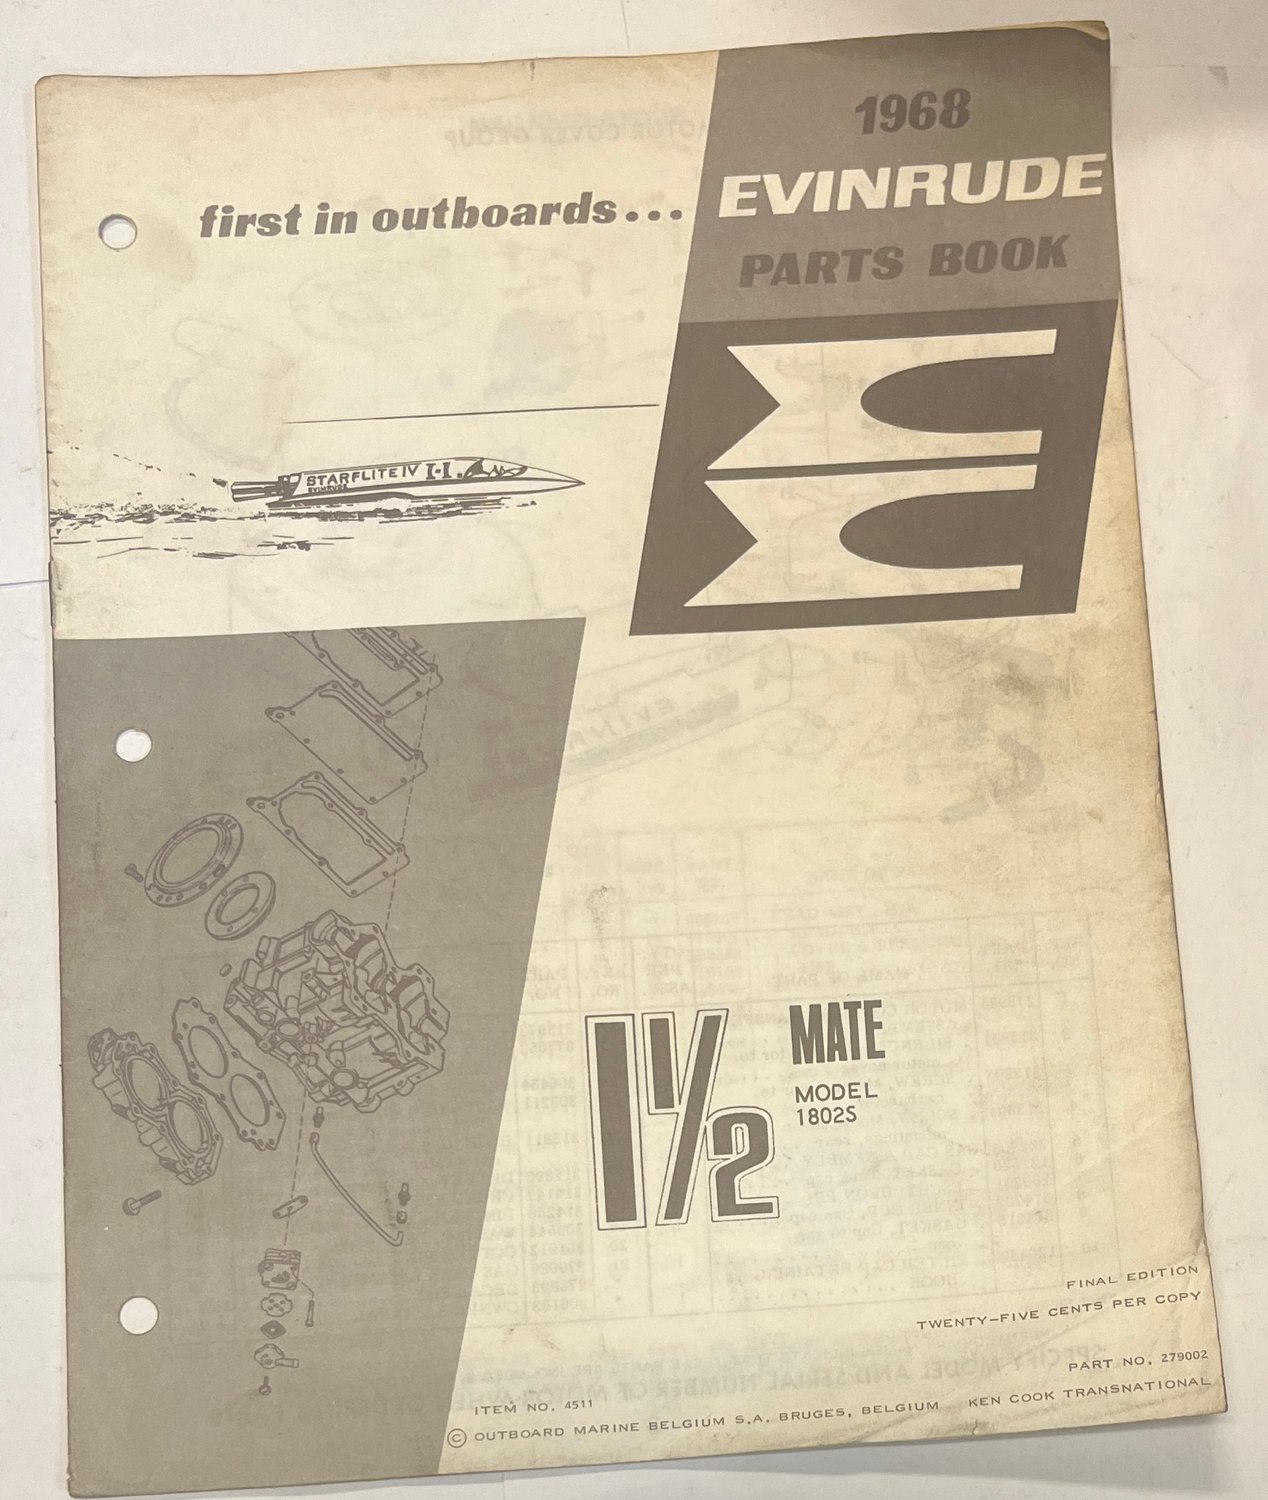 1968
EVINRUDE
PARTS BOOK
first in outboards...
STARFLITE IV I-I
EVINRUDE
1½
MATE
MODEL
1802S
FINAL EDITION
TWENTY-FIVE CENTS PER COPY
PART NO. 279002
KEN COOK TRANSNATIONAL
ITEM NO. 4511
© OUTBOARD MARINE BELGIUM S.A. BRUGES, BELGIUM